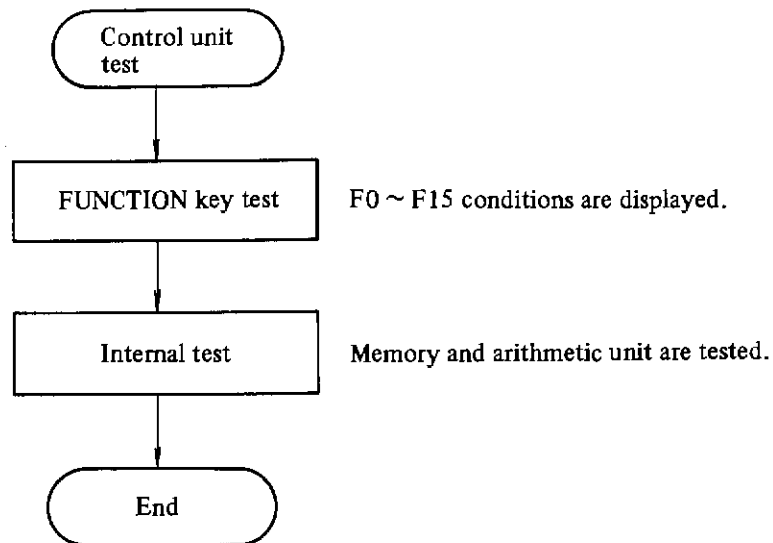 Control unit
test
FUNCTION key test
F0 ~ F15 conditions are displayed.
Internal test
Memory and arithmetic unit are tested.
End